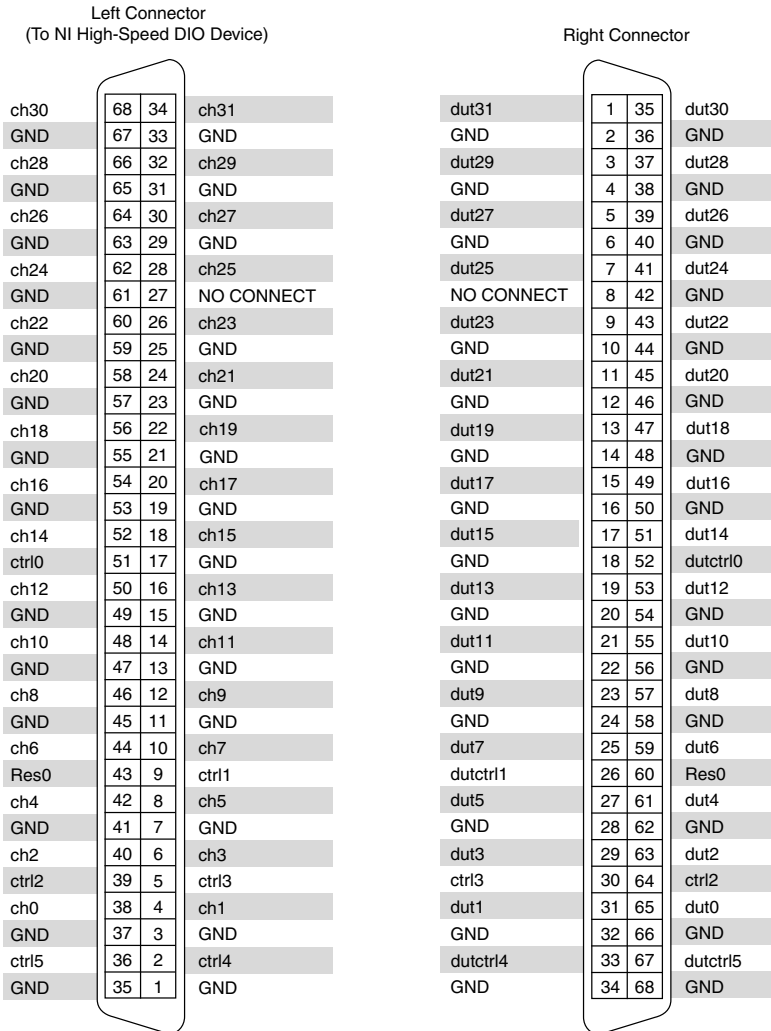 Left Connector
(To NI High-Speed DIO Device)
Right Connector
ch30 68 34 ch31 dut31 1 35 dut30
GND 67 33 GND GND 2 36 GND
ch28 66 32 ch29 dut29 3 37 dut28
GND 65 31 GND GND 4 38 GND
ch26 64 30 ch27 dut27 5 39 dut26
GND 63 29 GND GND 6 40 GND
ch24 62 28 ch25 dut25 7 41 dut24
GND 61 27 NO CONNECT NO CONNECT 8 42 GND
ch22 60 26 ch23 dut23 9 43 dut22
GND 59 25 GND GND 10 44 GND
ch20 58 24 ch21 dut21 11 45 dut20
GND 57 23 GND GND 12 46 GND
ch18 56 22 ch19 dut19 13 47 dut18
GND 55 21 GND GND 14 48 GND
ch16 54 20 ch17 dut17 15 49 dut16
GND 53 19 GND GND 16 50 GND
ch14 52 18 ch15 dut15 17 51 dut14
ctrl0 51 17 GND GND 18 52 dutctrl0
ch12 50 16 ch13 dut13 19 53 dut12
GND 49 15 GND GND 20 54 GND
ch10 48 14 ch11 dut11 21 55 dut10
GND 47 13 GND GND 22 56 GND
ch8 46 12 ch9 dut9 23 57 dut8
GND 45 11 GND GND 24 58 GND
ch6 44 10 ch7 dut7 25 59 dut6
Res0 43 9 ctrl1 dutctrl1 26 60 Res0
ch4 42 8 ch5 dut5 27 61 dut4
GND 41 7 GND GND 28 62 GND
ch2 40 6 ch3 dut3 29 63 dut2
ctrl2 39 5 ctrl3 ctrl3 30 64 ctrl2
ch0 38 4 ch1 dut1 31 65 dut0
GND 37 3 GND GND 32 66 GND
ctrl5 36 2 ctrl4 dutctrl4 33 67 dutctrl5
GND 35 1 GND GND 34 68 GND